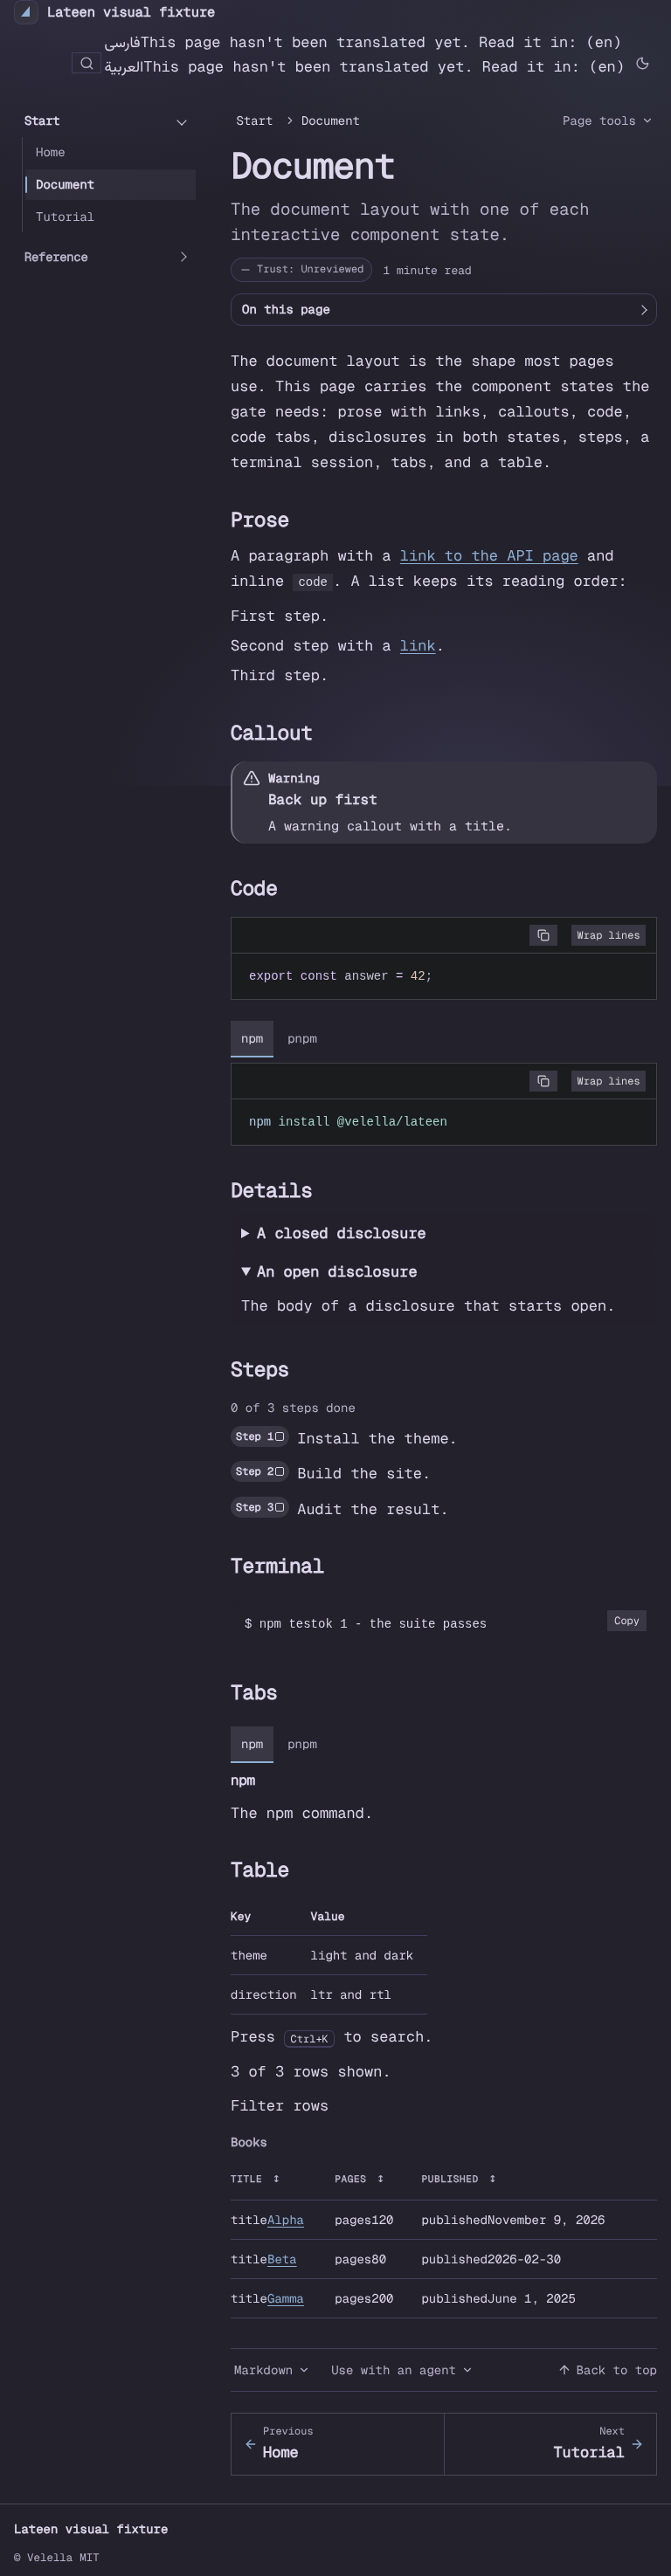 Lateen visual fixture
فارسیThis page hasn't been translated yet. Read it in: (en)
العربيةThis page hasn't been translated yet. Read it in: (en)
Start
Home
Document
Tutorial
Reference
Start > Document
Page tools
Document
The document layout with one of each
interactive component state.
— Trust: Unreviewed
1 minute read
On this page
The document layout is the shape most pages
use. This page carries the component states the
gate needs: prose with links, callouts, code,
code tabs, disclosures in both states, steps, a
terminal session, tabs, and a table.
Prose
A paragraph with a link to the API page and
inline code. A list keeps its reading order:
First step.
Second step with a link.
Third step.
Callout
Warning
Back up first
A warning callout with a title.
Code
Wrap lines
export const answer = 42;
npm pnpm
Wrap lines
npm install @velella/lateen
Details
A closed disclosure
An open disclosure
The body of a disclosure that starts open.
Steps
0 of 3 steps done
Step 1 Install the theme.
Step 2 Build the site.
Step 3 Audit the result.
Terminal
$ npm testok 1 - the suite passes
Copy
Tabs
npm pnpm
npm
The npm command.
Table
Key Value
theme light and dark
direction ltr and rtl
Press Ctrl+K to search.
3 of 3 rows shown.
Filter rows
Books
TITLE ↕ PAGES ↕ PUBLISHED ↕
titleAlpha pages120 publishedNovember 9, 2026
titleBeta pages80 published2026-02-30
titleGamma pages200 publishedJune 1, 2025
Markdown Use with an agent ↑ Back to top
Previous
← Home
Next
Tutorial →
Lateen visual fixture
© Velella MIT